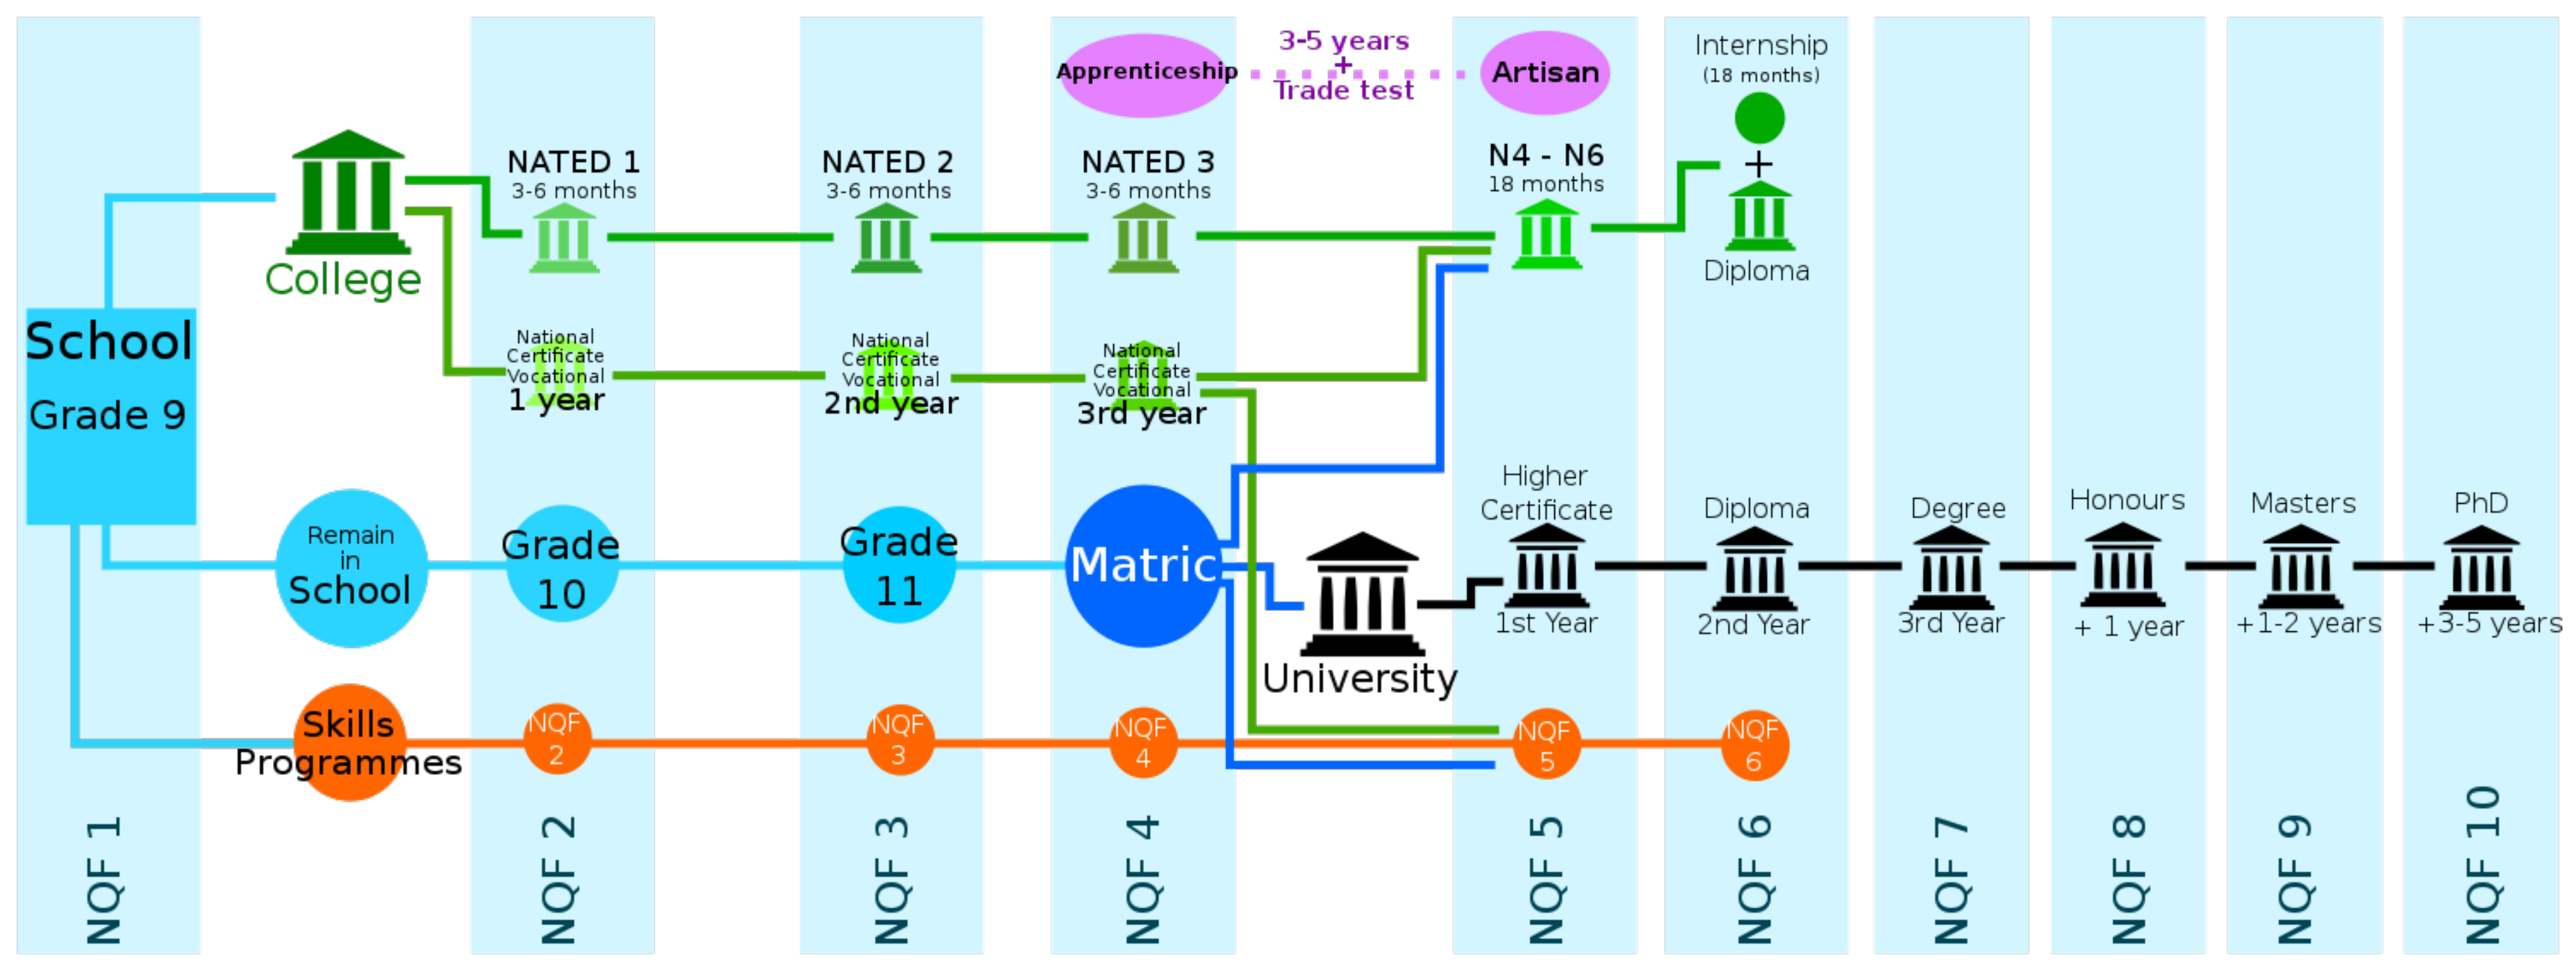 3-5 years
+
Trade test
Apprenticeship
Artisan
Internship
(18 months)
+
Diploma
NATED 1
3-6 months
NATED 2
3-6 months
NATED 3
3-6 months
N4 - N6
18 months
College
School
Grade 9
National
Certificate
Vocational
1 year
National
Certificate
Vocational
2nd year
National
Certificate
Vocational
3rd year
Remain
in
School
Grade
10
Grade
11
Matric
University
Higher
Certificate
1st Year
Diploma
2nd Year
Degree
3rd Year
Honours
+ 1 year
Masters
+1-2 years
PhD
+3-5 years
Skills
Programmes
NQF
2
NQF
3
NQF
4
NQF
5
NQF
6
NQF 1
NQF 2
NQF 3
NQF 4
NQF 5
NQF 6
NQF 7
NQF 8
NQF 9
NQF 10